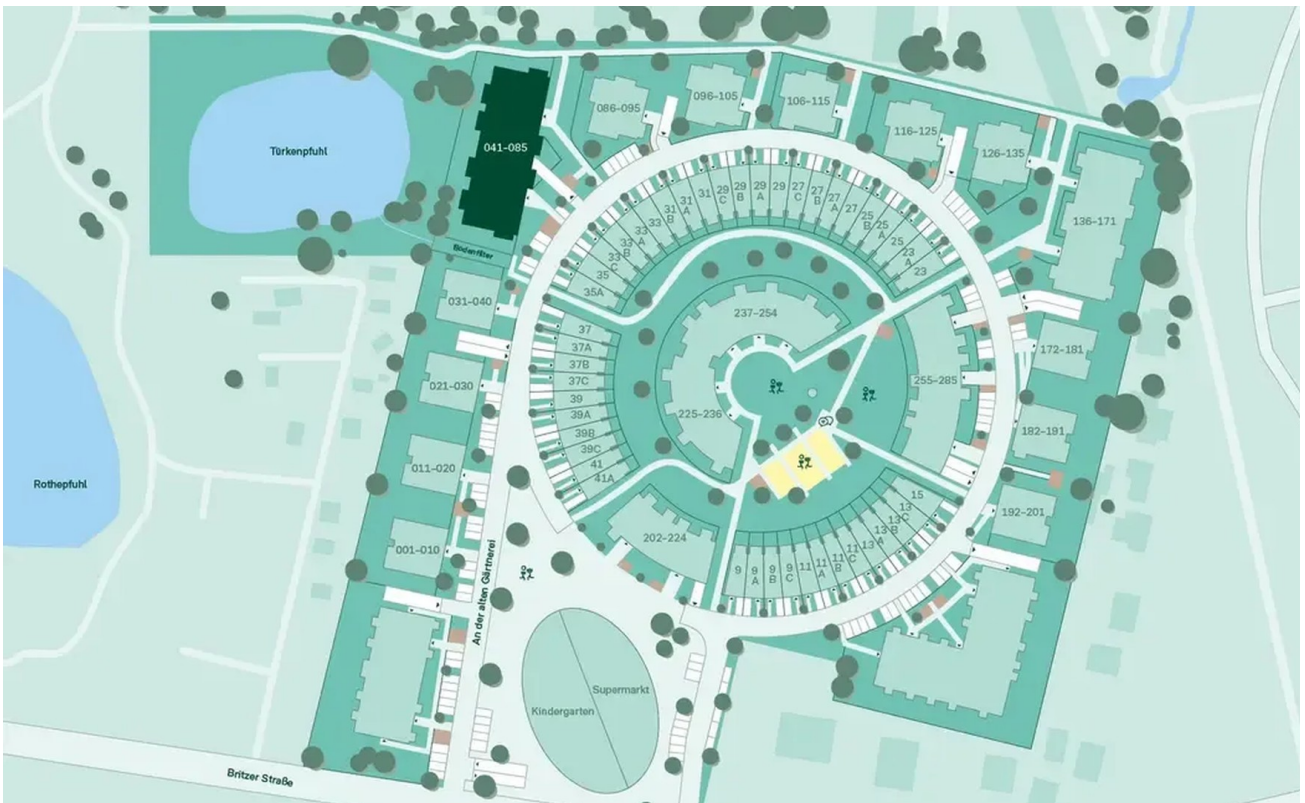 096–105
086–095
106–115
116–125
126–135
041–085
Türkenpfuhl
136–171
Bodenfilter
031–040
021–030
011–020
001–010
Rothepfuhl
An der alten Gärtnerei
Britzer Straße
35A
35
33
C
33
B
33
A
33
31
B
31
A
31
29
C
29
B
29
A
29
27
C
27
B
27
A
27
25
B
25
A
25
23
A
23
37
37A
37B
37C
39
39A
39B
39C
41
41A
237–254
225–236
255–285
172–181
182–191
192–201
202–224
9
9
A
9
B
9
C
11
11
A
11
B
11
C
13
13
A
13
B
13
C
15
Supermarkt
Kindergarten